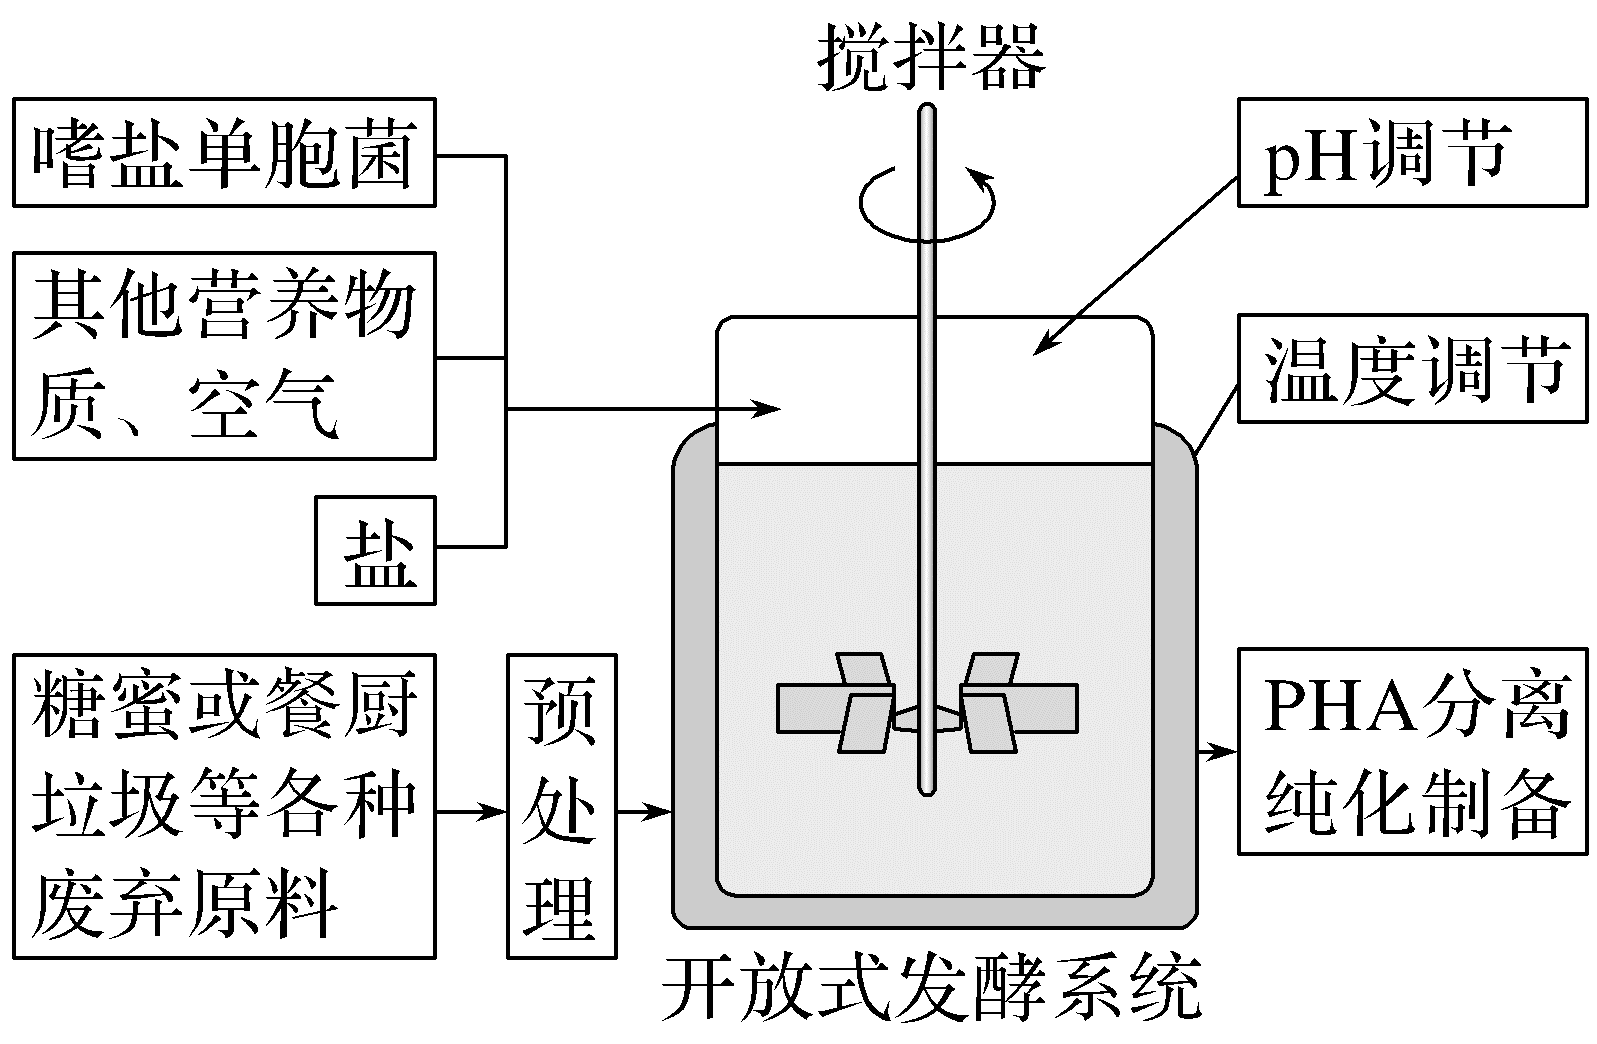 搅拌器
嗜盐单胞菌
其他营养物
质、空气
盐
糖蜜或餐厨
垃圾等各种
废弃原料
预
处
理
pH调节
温度调节
PHA分离
纯化制备
开放式发酵系统